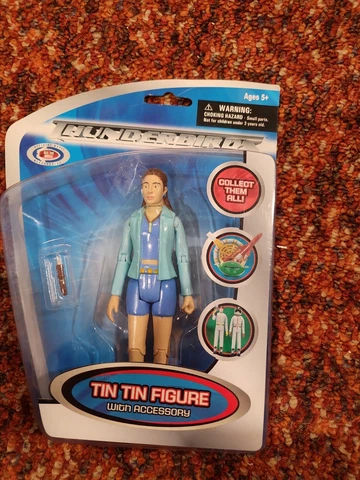 Ages 5+
WARNING:
CHOKING HAZARD - Small parts.
Not for children under 3 years old.
THUNDERBIRDS
COLLECT
THEM
ALL!
TIN TIN FIGURE
WITH ACCESSORY